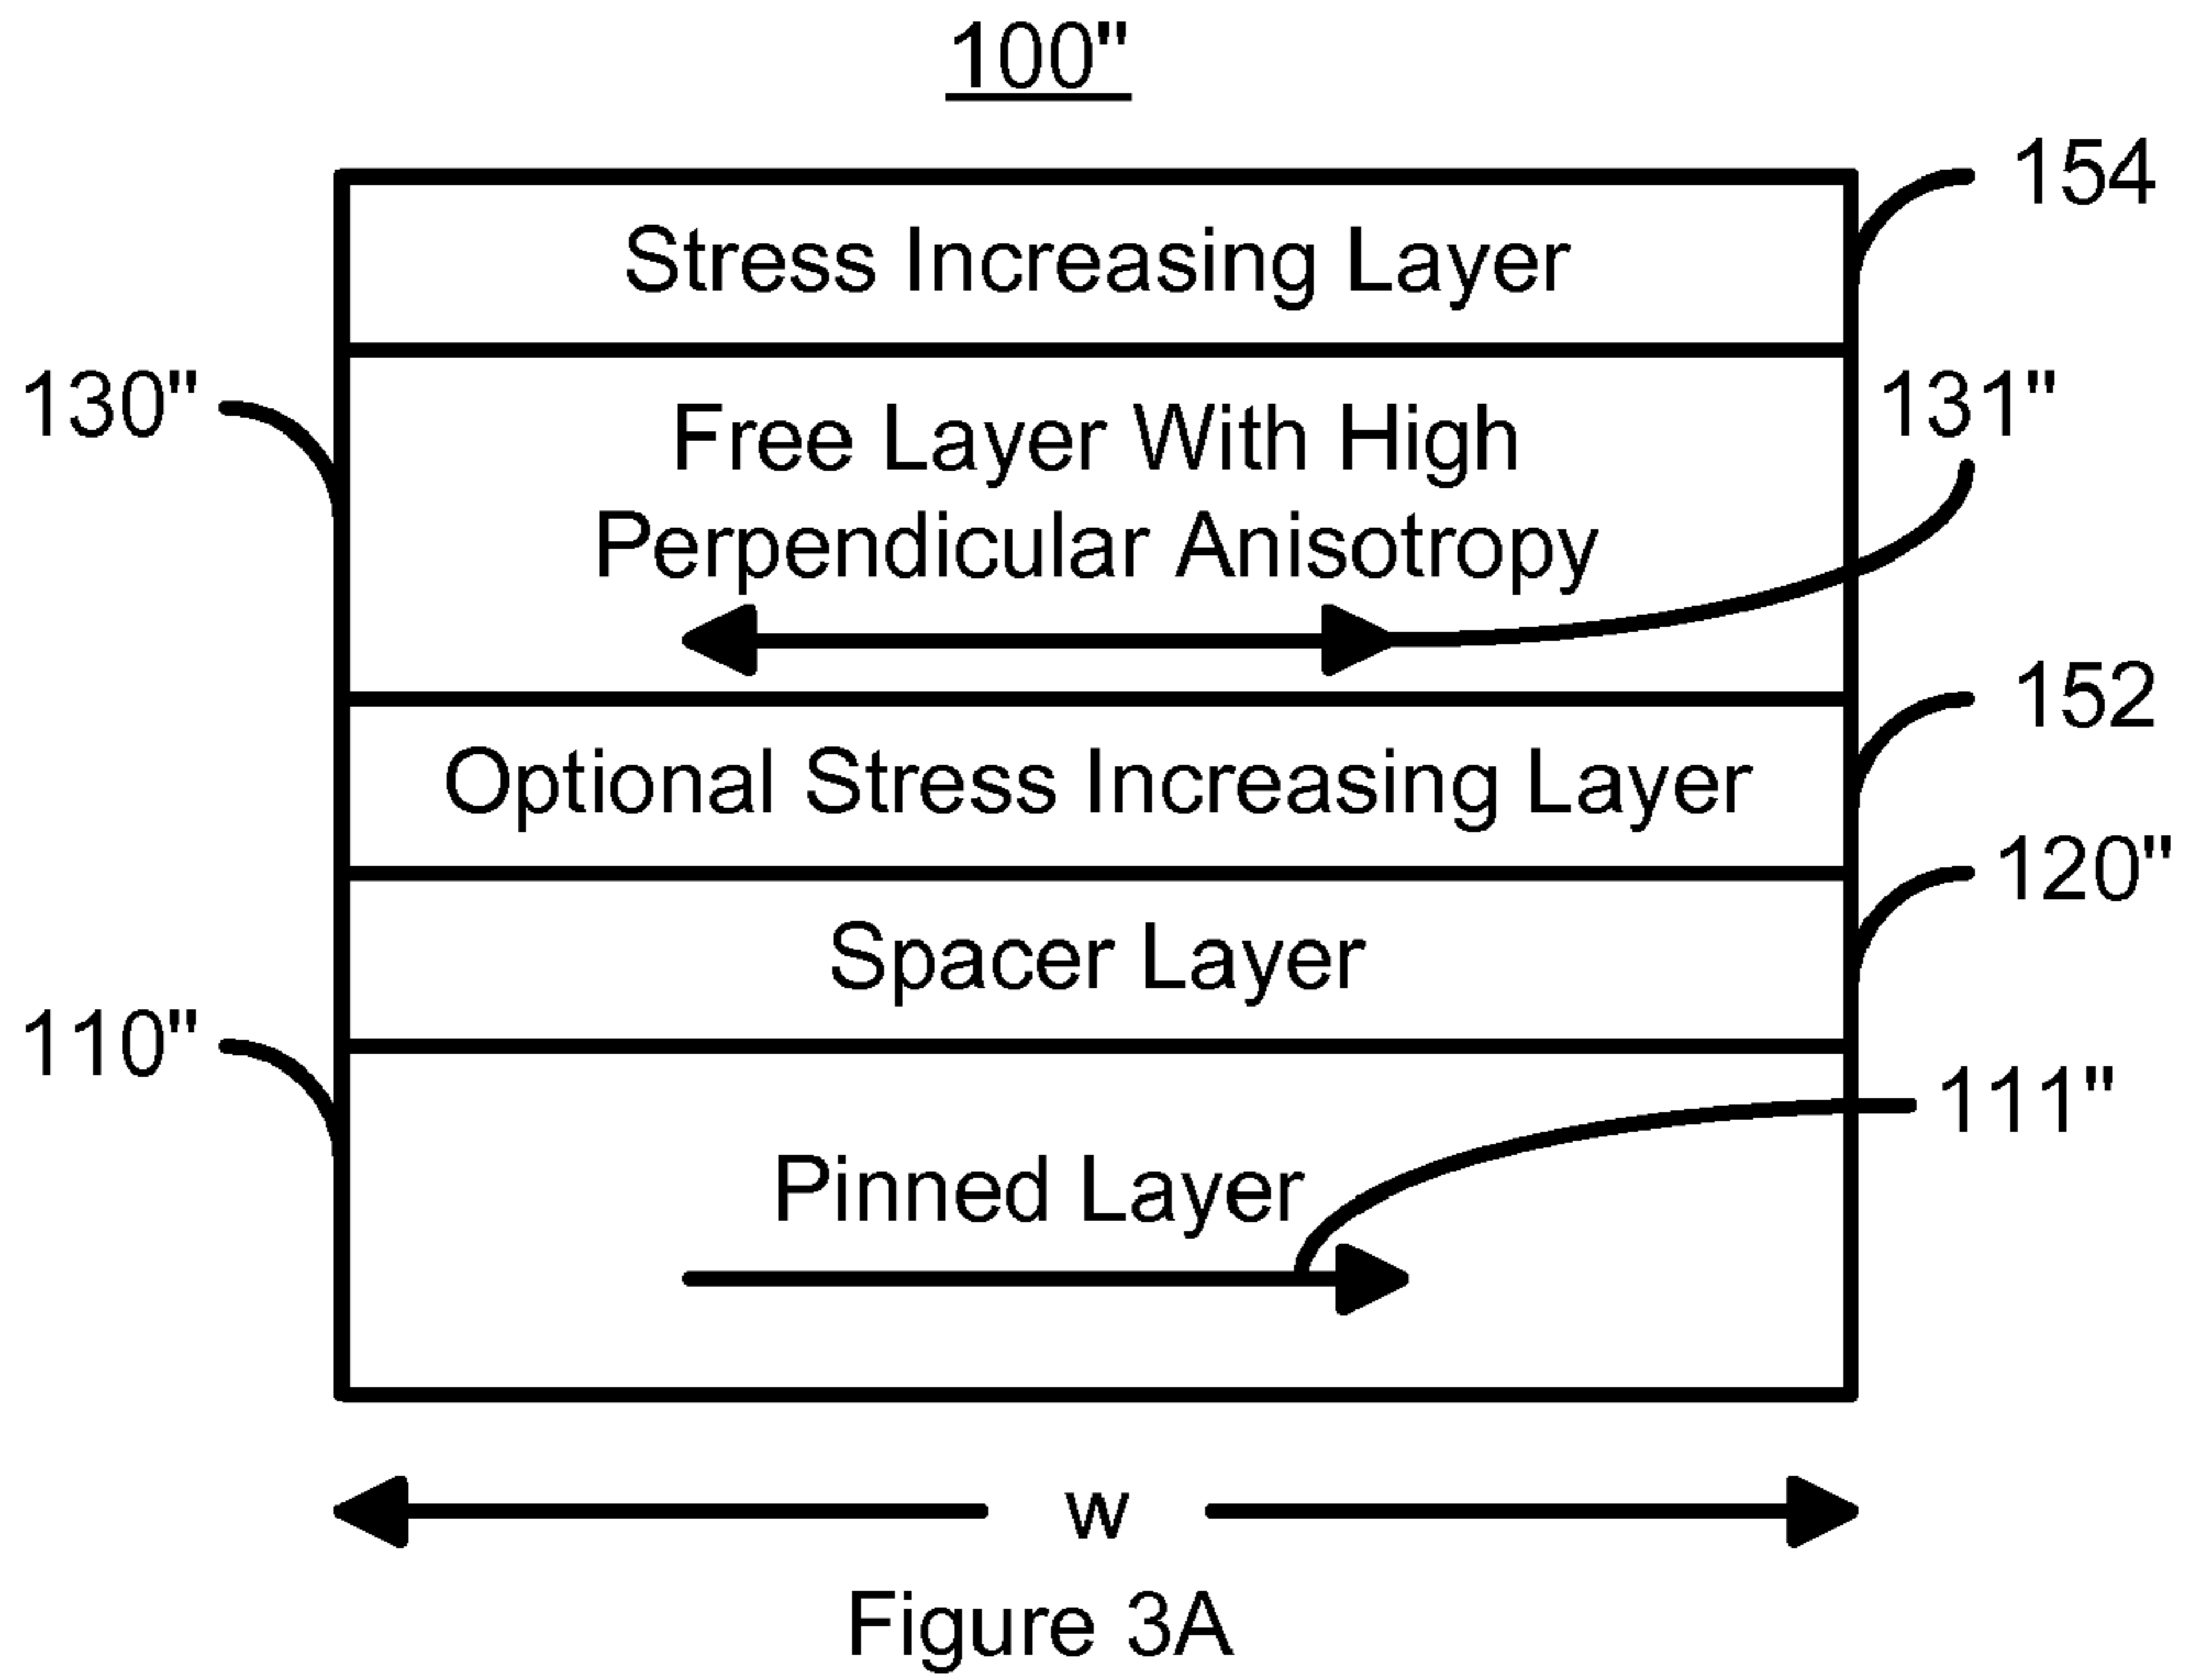 100"
154
Stress Increasing Layer
130"
131"
Free Layer With High
Perpendicular Anisotropy
152
Optional Stress Increasing Layer
120"
Spacer Layer
110"
111"
Pinned Layer
w
Figure 3A